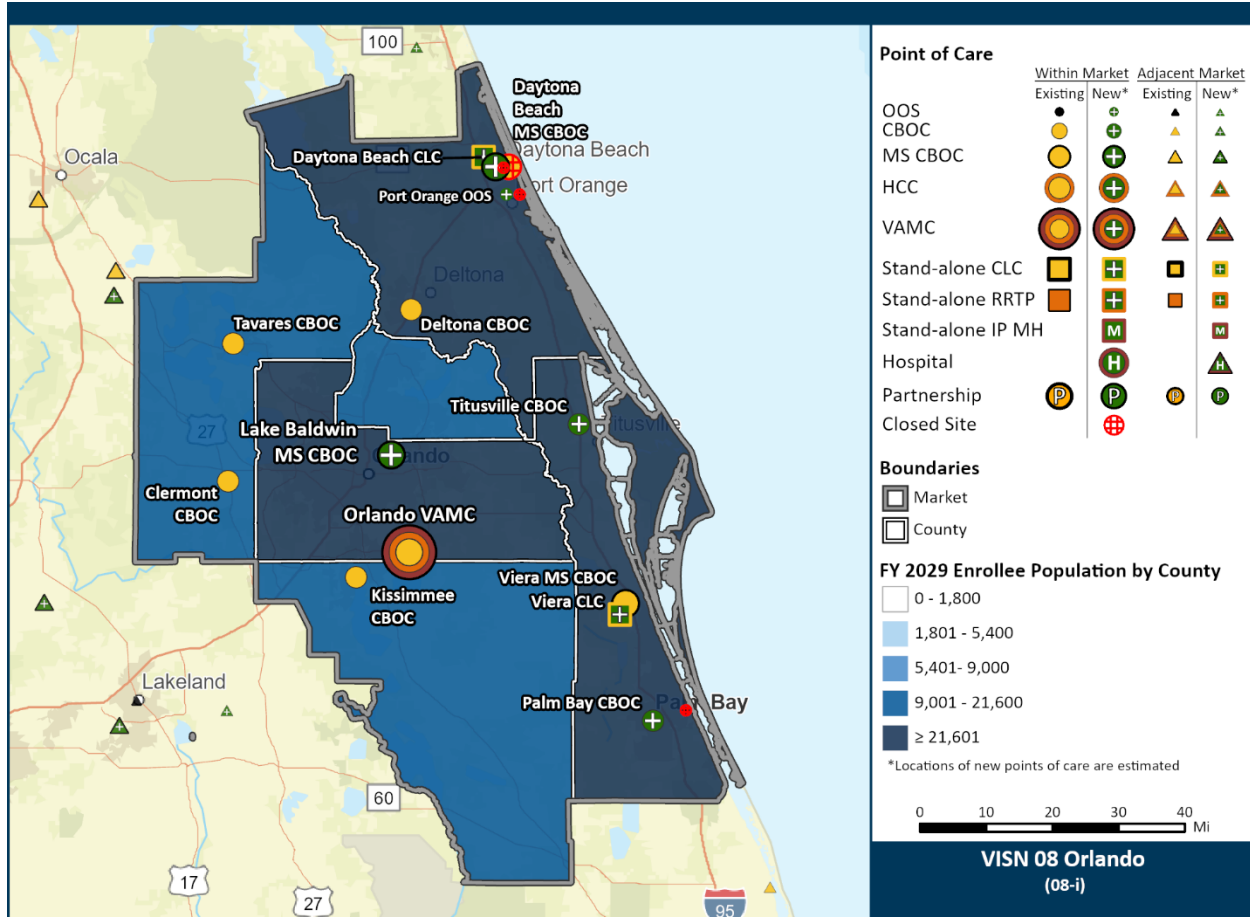 100
Ocala
Daytona
Beach
MS CBOC
Daytona Beach CLC
Daytona Beach
Port Orange OOS
Port Orange
Deltona
Deltona CBOC
Tavares CBOC
Titusville CBOC
Titusville
27
Lake Baldwin
MS CBOC
Orlando
Clermont
CBOC
Orlando VAMC
Kissimmee
CBOC
Viera MS CBOC
Viera CLC
Lakeland
Palm Bay CBOC
Palm Bay
60
17
27
95
Point of Care
Within Market
Adjacent Market
Existing
New*
Existing
New*
OOS
CBOC
MS CBOC
HCC
VAMC
Stand-alone CLC
Stand-alone RRTP
Stand-alone IP MH
M
M
Hospital
H
H
Partnership
P
P
P
P
Closed Site
Boundaries
Market
County
FY 2029 Enrollee Population by County
0 - 1,800
1,801 - 5,400
5,401- 9,000
9,001 - 21,600
≥ 21,601
*Locations of new points of care are estimated
0 10 20 30 40
Mi
VISN 08 Orlando
(08-i)